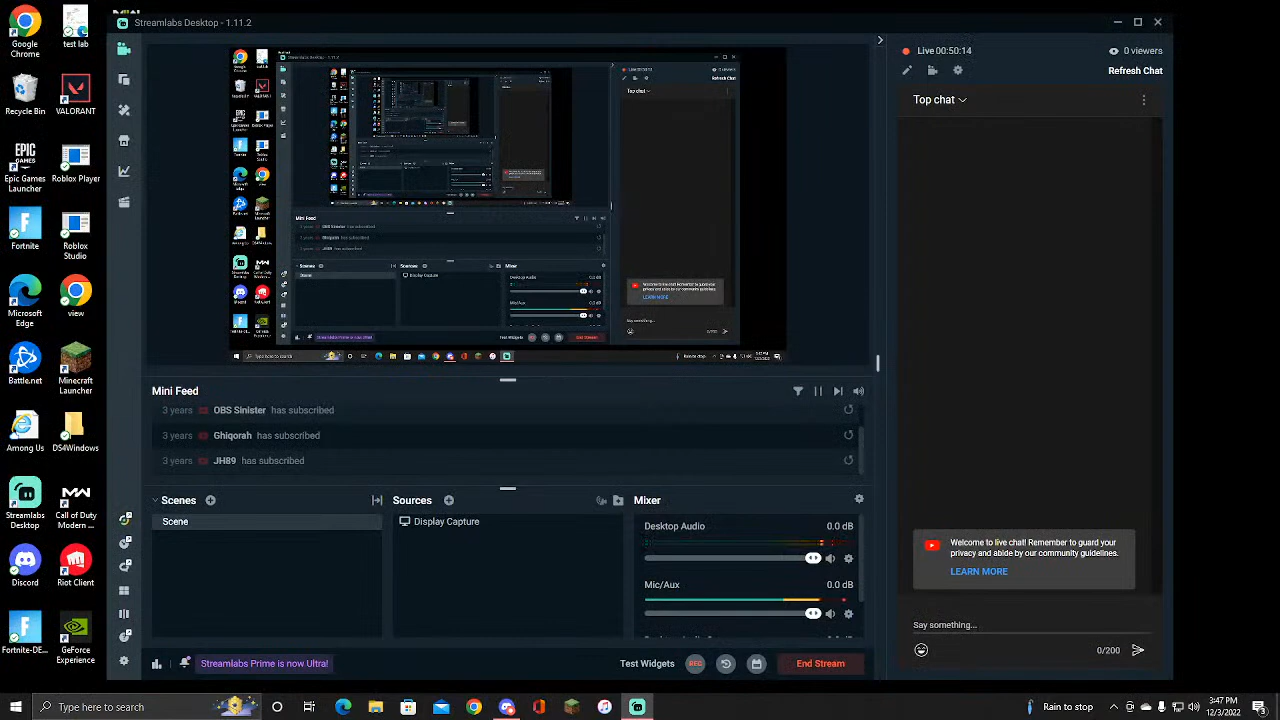 Google
Chrome
test lab
Recycle Bin
VALORANT
Epic Games
Launcher
Roblox Player
Fortnite
Roblox
Studio
Microsoft
Edge
view
Battle.net
Minecraft
Launcher
Among Us
DS4Windows
Streamlabs
Desktop
Call of Duty
Modern ...
Discord
Riot Client
Fortnite-DE...
GeForce
Experience
Streamlabs Desktop - 1.11.2
Mini Feed
3 years OBS Sinister has subscribed
3 years Ghiqorah has subscribed
3 years JH89 has subscribed
Scenes
Scene
Sources
Display Capture
Mixer
Desktop Audio 0.0 dB
Mic/Aux 0.0 dB
Streamlabs Prime is now Ultra!
Test Widgets
REC
End Stream
Live 00:50:14
0 viewers
Refresh chat
Top chat
Welcome to live chat! Remember to guard your
privacy and abide by our community guidelines.
LEARN MORE
Say something...
0/200
Type here to search
Rain to stop
3:47 PM
12/3/2022